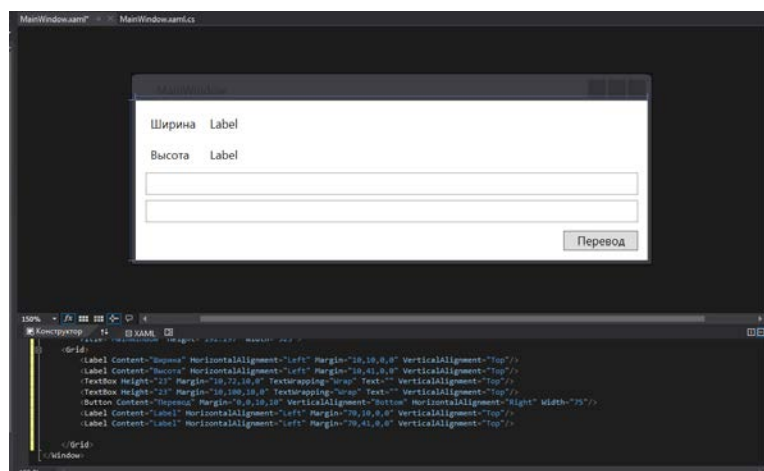 MainWindow.xaml* MainWindow.xaml.cs
MainWindow
Ширина Label
Высота Label
Перевод
150%
Конструктор XAML
<Grid>
<Label Content="Ширина" HorizontalAlignment="Left" Margin="10,10,0,0" VerticalAlignment="Top"/>
<Label Content="Высота" HorizontalAlignment="Left" Margin="10,41,0,0" VerticalAlignment="Top"/>
<TextBox Height="23" Margin="10,72,10,0" TextWrapping="Wrap" Text="" VerticalAlignment="Top"/>
<TextBox Height="23" Margin="10,100,10,0" TextWrapping="Wrap" Text="" VerticalAlignment="Top"/>
<Button Content="Перевод" Margin="0,0,10,10" VerticalAlignment="Bottom" HorizontalAlignment="Right" Width="75"/>
<Label Content="Label" HorizontalAlignment="Left" Margin="70,10,0,0" VerticalAlignment="Top"/>
<Label Content="Label" HorizontalAlignment="Left" Margin="70,41,0,0" VerticalAlignment="Top"/>
</Grid>
</Window>